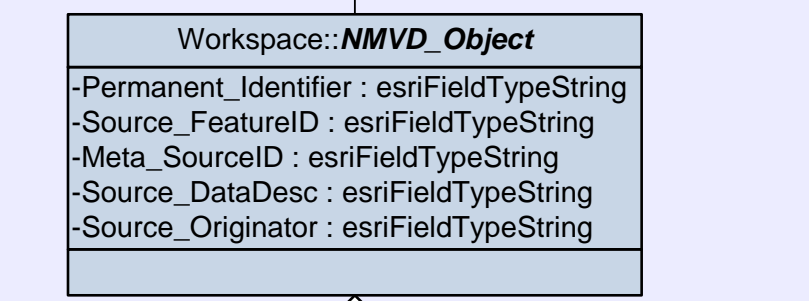 Workspace::NMVD_Object
-Permanent_Identifier : esriFieldTypeString
-Source_FeatureID : esriFieldTypeString
-Meta_SourceID : esriFieldTypeString
-Source_DataDesc : esriFieldTypeString
-Source_Originator : esriFieldTypeString